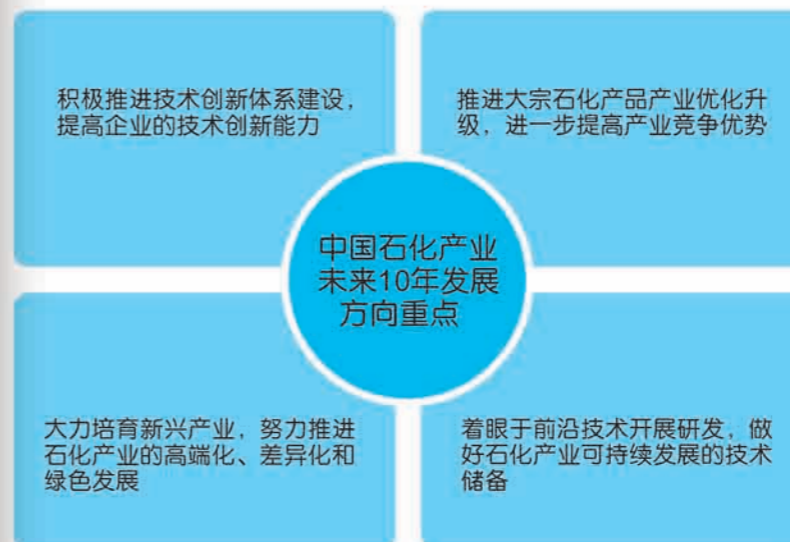 积极推进技术创新体系建设，
提高企业的技术创新能力
推进大宗石化产品产业优化升
级，进一步提高产业竞争优势
中国石化产业
未来10年发展
方向重点
大力培育新兴产业，努力推进
石化产业的高端化、差异化和
绿色发展
着眼于前沿技术开展研发，做
好石化产业可持续发展的技术
储备